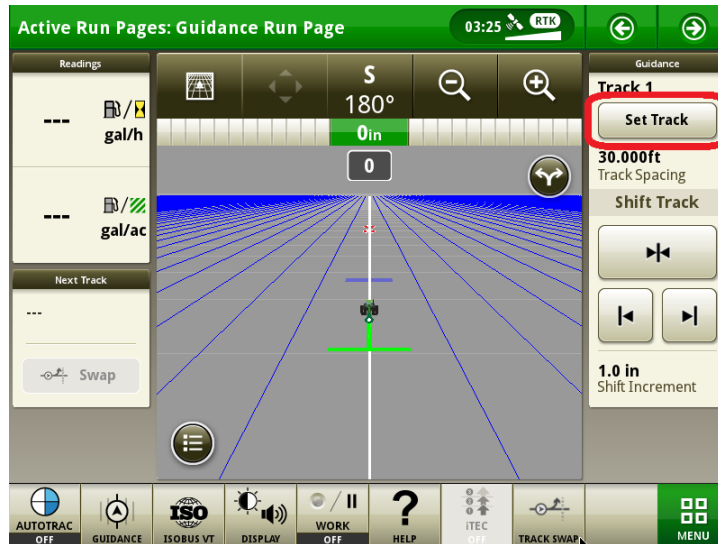 Active Run Pages: Guidance Run Page
03:25
RTK
Readings
---
gal/h
---
gal/ac
Next Track
---
Swap
S
180°
0in
0
Guidance
Track 1
Set Track
30.000ft
Track Spacing
Shift Track
1.0 in
Shift Increment
AUTOTRAC
OFF
GUIDANCE
ISO
ISOBUS VT
DISPLAY
WORK
OFF
?
HELP
iTEC
OFF
TRACK SWAP
MENU